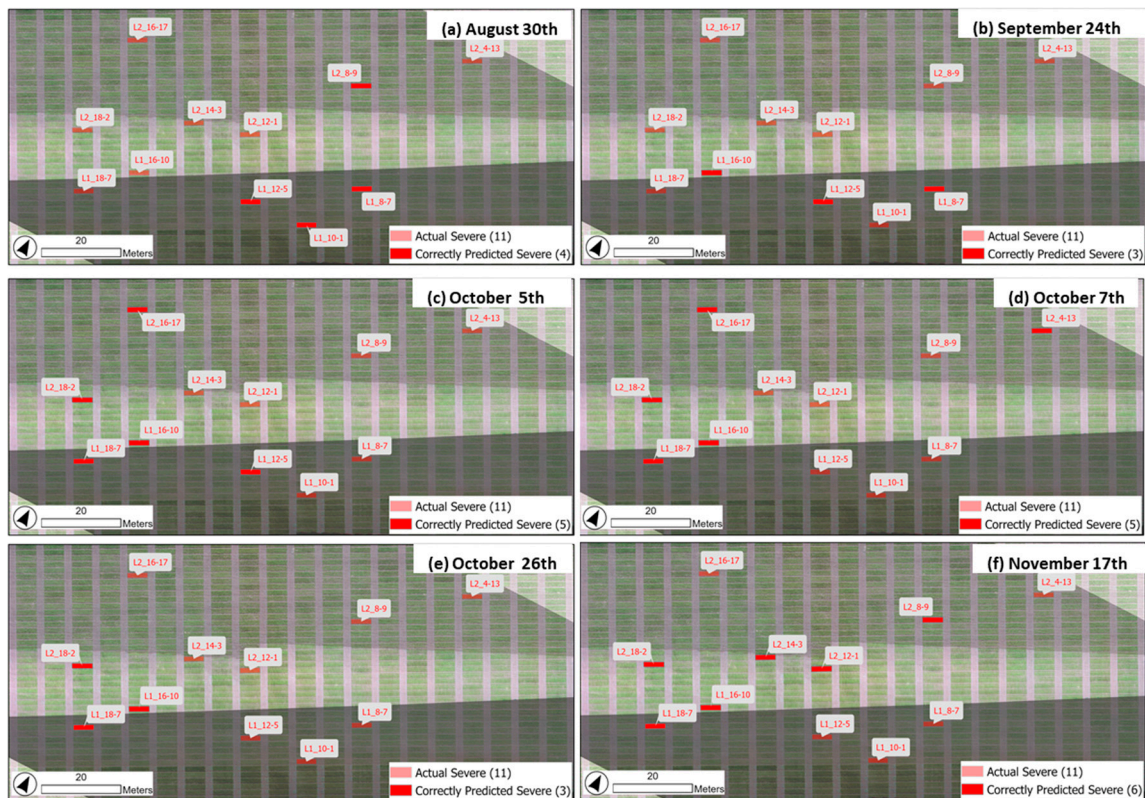 (a) August 30th
L2_16-17
L2_4-13
L2_8-9
L2_14-3
L2_18-2
L2_12-1
L1_16-10
L1_18-7
L1_12-5
L1_8-7
L1_10-1
20
Meters
Actual Severe (11)
Correctly Predicted Severe (4)
(b) September 24th
L2_16-17
L2_4-13
L2_8-9
L2_14-3
L2_18-2
L2_12-1
L1_16-10
L1_18-7
L1_12-5
L1_8-7
L1_10-1
20
Meters
Actual Severe (11)
Correctly Predicted Severe (3)
(c) October 5th
L2_16-17
L2_4-13
L2_8-9
L2_14-3
L2_18-2
L2_12-1
L1_16-10
L1_18-7
L1_12-5
L1_8-7
L1_10-1
20
Meters
Actual Severe (11)
Correctly Predicted Severe (5)
(d) October 7th
L2_16-17
L2_4-13
L2_8-9
L2_14-3
L2_18-2
L2_12-1
L1_16-10
L1_18-7
L1_12-5
L1_8-7
L1_10-1
20
Meters
Actual Severe (11)
Correctly Predicted Severe (5)
(e) October 26th
L2_16-17
L2_4-13
L2_8-9
L2_14-3
L2_18-2
L2_12-1
L1_16-10
L1_18-7
L1_12-5
L1_8-7
L1_10-1
20
Meters
Actual Severe (11)
Correctly Predicted Severe (3)
(f) November 17th
L2_16-17
L2_4-13
L2_8-9
L2_14-3
L2_18-2
L2_12-1
L1_16-10
L1_18-7
L1_12-5
L1_8-7
L1_10-1
20
Meters
Actual Severe (11)
Correctly Predicted Severe (6)